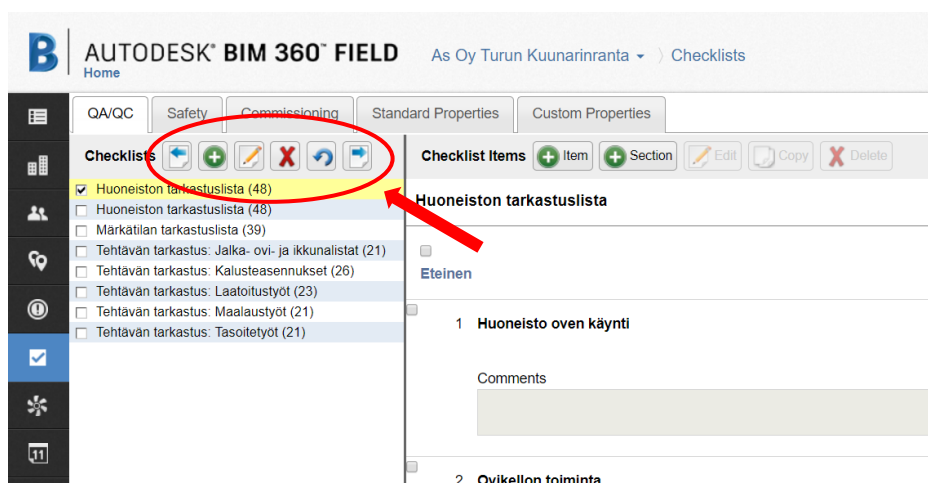 B AUTODESK® BIM 360™ FIELD As Oy Turun Kuunarinranta Checklists
Home
QA/QC Safety Commissioning Standard Properties Custom Properties
Checklists Checklist Items Item Section Edit Copy Delete
Huoneiston tarkastuslista (48)
Huoneiston tarkastuslista (48)
Märkätilan tarkastuslista (39)
Tehtävän tarkastus: Jalka- ovi- ja ikkunalistat (21)
Tehtävän tarkastus: Kalusteasennukset (26)
Tehtävän tarkastus: Laatoitustyöt (23)
Tehtävän tarkastus: Maalaustyöt (21)
Tehtävän tarkastus: Tasoitetyöt (21)
Huoneiston tarkastuslista
Eteinen
1 Huoneisto oven käynti
Comments
2 Ovikellon toiminta
11